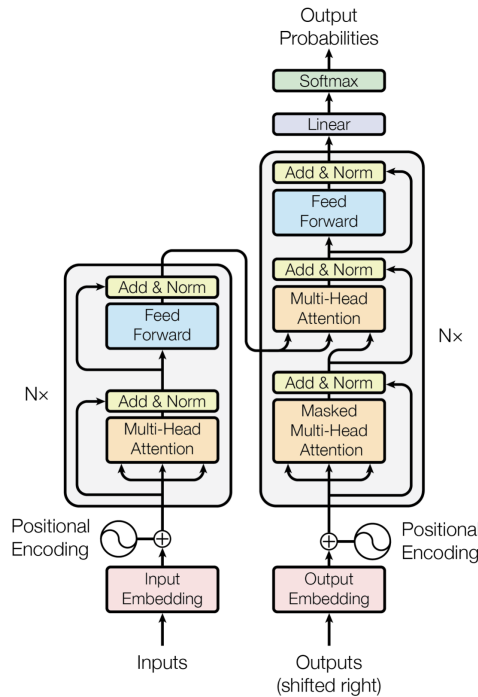 Output
Probabilities
Softmax
Linear
Add & Norm
Feed
Forward
Add & Norm
Multi-Head
Attention
Add & Norm
Masked
Multi-Head
Attention
N×
Add & Norm
Feed
Forward
Add & Norm
Multi-Head
Attention
N×
Positional
Encoding
Positional
Encoding
Input
Embedding
Output
Embedding
Inputs
Outputs
(shifted right)